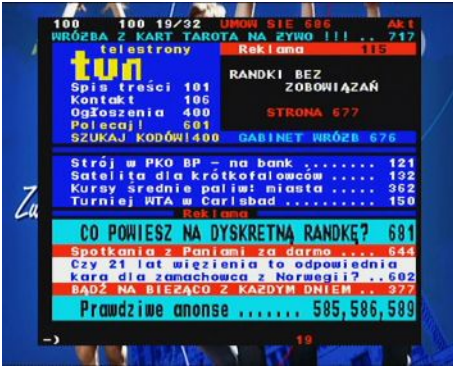 100 100 19/32 UMOW SIE 686 Akt
WRÓŻBA Z KART TAROTA NA ŻYWO !!! .. 717
telestrony
tvn
Reklama 115
RANDKI BEZ
ZOBOWIĄZAŃ
Spis treści 101
Kontakt 106
Ogłoszenia 400
STRONA 677
Polecaj! 601
SZUKAJ KODÓW!400 GABINET WRÓŻB 676
Strój w PKO BP - na bank ........ 121
Satelita dla krótkofalowców ..... 132
Kursy średnie paliw: miasta ..... 362
Turniej WTA w Carlsbad .......... 150
Reklama
CO POWIESZ NA DYSKRETNĄ RANDKĘ? 681
Spotkania z Paniami za darmo .... 644
Czy 21 lat więzienia to odpowiednia
kara dla zamachowca z Norwegii? ..602
BĄDŹ NA BIEŻĄCO Z KAŻDYM DNIEM .. 377
Prawdziwe anonse ....... 585,586,589
-) 19